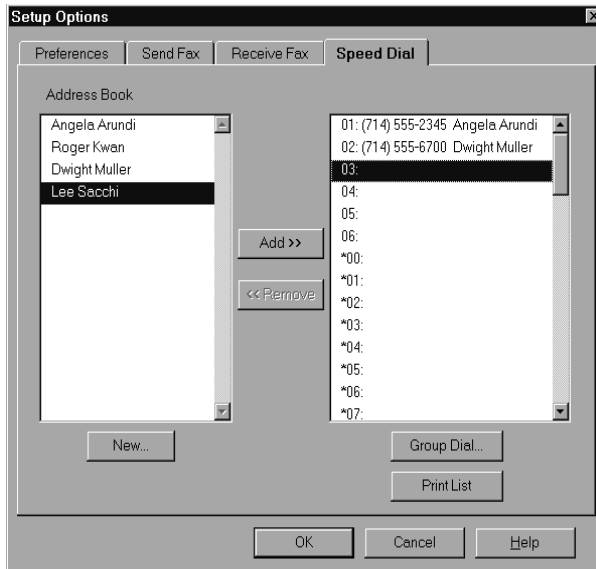 Setup Options
Preferences
Send Fax
Receive Fax
Speed Dial
Address Book
Angela Arundi
Roger Kwan
Dwight Muller
Lee Sacchi
Add >>
<< Remove
01: (714) 555-2345 Angela Arundi
02: (714) 555-6700 Dwight Muller
03:
04:
05:
06:
*00:
*01:
*02:
*03:
*04:
*05:
*06:
*07:
New...
Group Dial...
Print List
OK
Cancel
Help